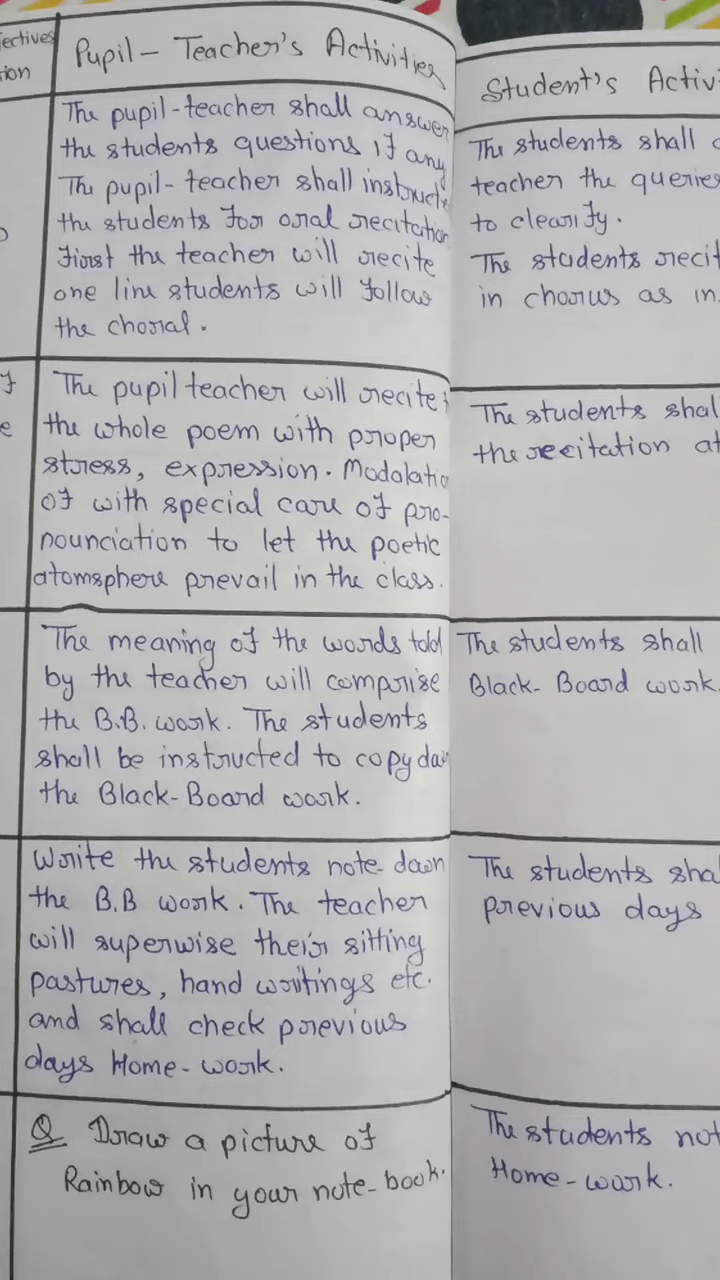 ectives
ion
Pupil - Teacher's Activities
The pupil-teacher shall answer
the students questions if any
The pupil- teacher shall instruct
the students for oral recitation
First the teacher will recite
one line students will follow
the choral.
f
e
The pupil teacher will recite
the whole poem with proper
stress, expression. Modalatio
of with special care of pro-
nounciation to let the poetic
atomsphere prevail in the class.
The meaning of the words told
by the teacher will comprise
the B.B. work. The students
shall be instructed to copy dow
the Black-Board work.
Write the students note down
the B.B work. The teacher
will superwise their sitting
pastures, hand writings etc.
and shall check previous
days Home-work.
Q Draw a picture of
Rainbow in your note-book.
Student's Activ
The students shall
teacher the queries
to clearify.
The students recit
in chorus as in
The students shal
the recitation at
The students shall
Black-Board work.
The students sha
previous days
The students not
Home-work.